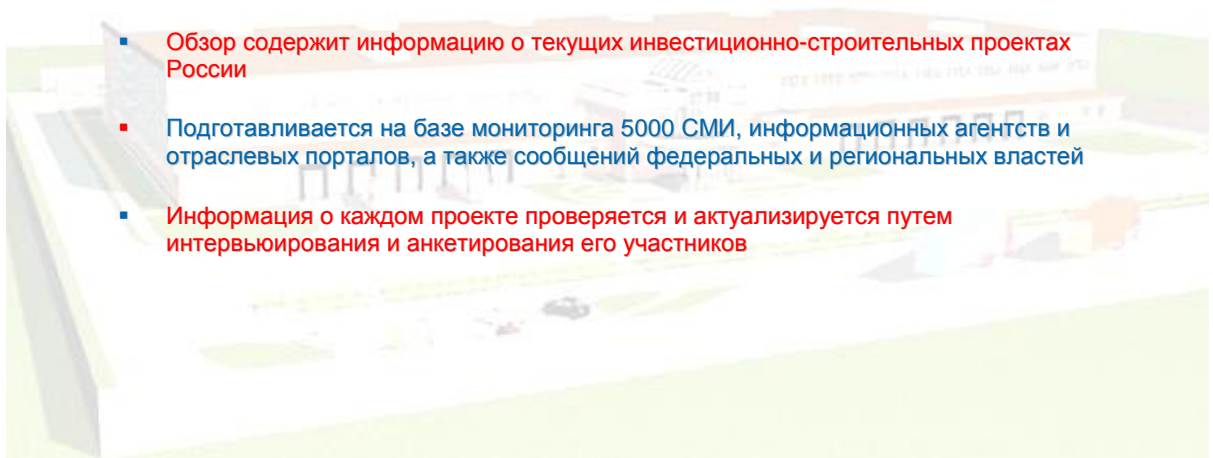 ▪ Обзор содержит информацию о текущих инвестиционно-строительных проектах
России
▪ Подготавливается на базе мониторинга 5000 СМИ, информационных агентств и
отраслевых порталов, а также сообщений федеральных и региональных властей
▪ Информация о каждом проекте проверяется и актуализируется путем
интервьюирования и анкетирования его участников